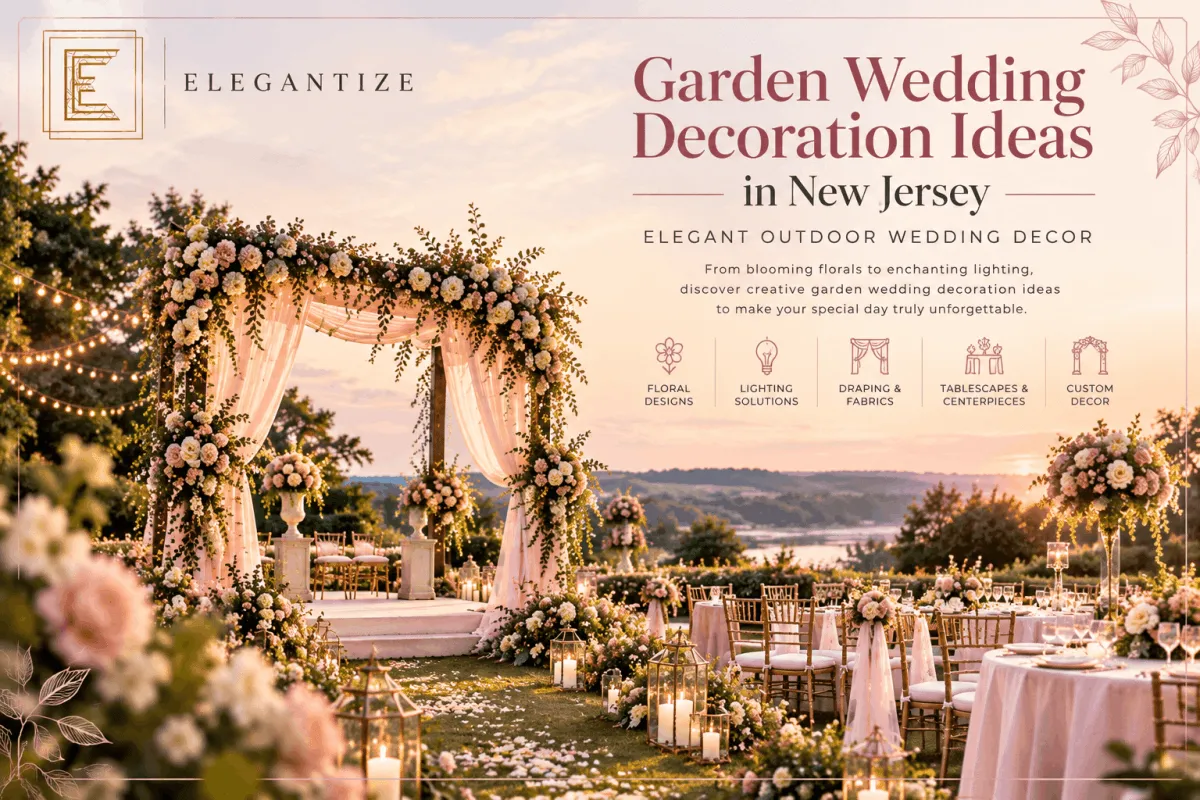 E
ELEGANTIZE
Garden Wedding
Decoration Ideas
in New Jersey
ELEGANT OUTDOOR WEDDING DECOR
From blooming florals to enchanting lighting,
discover creative garden wedding decoration ideas
to make your special day truly unforgettable.
FLORAL
DESIGNS
LIGHTING
SOLUTIONS
DRAPING &
FABRICS
TABLESCAPES &
CENTERPIECES
CUSTOM
DECOR